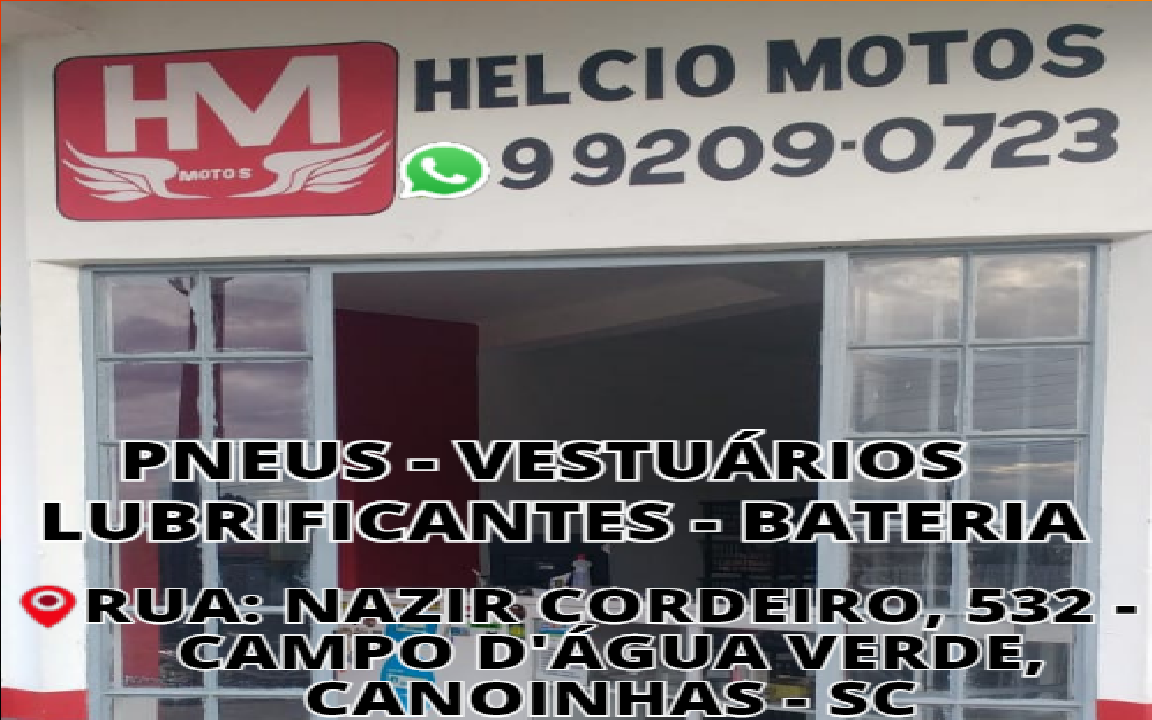 HM
MOTOS
HELCIO MOTOS
9 9209-0723
PNEUS - VESTUÁRIOS
LUBRIFICANTES - BATERIA
RUA: NAZIR CORDEIRO, 532 -
CAMPO D'ÁGUA VERDE,
CANOINHAS - SC